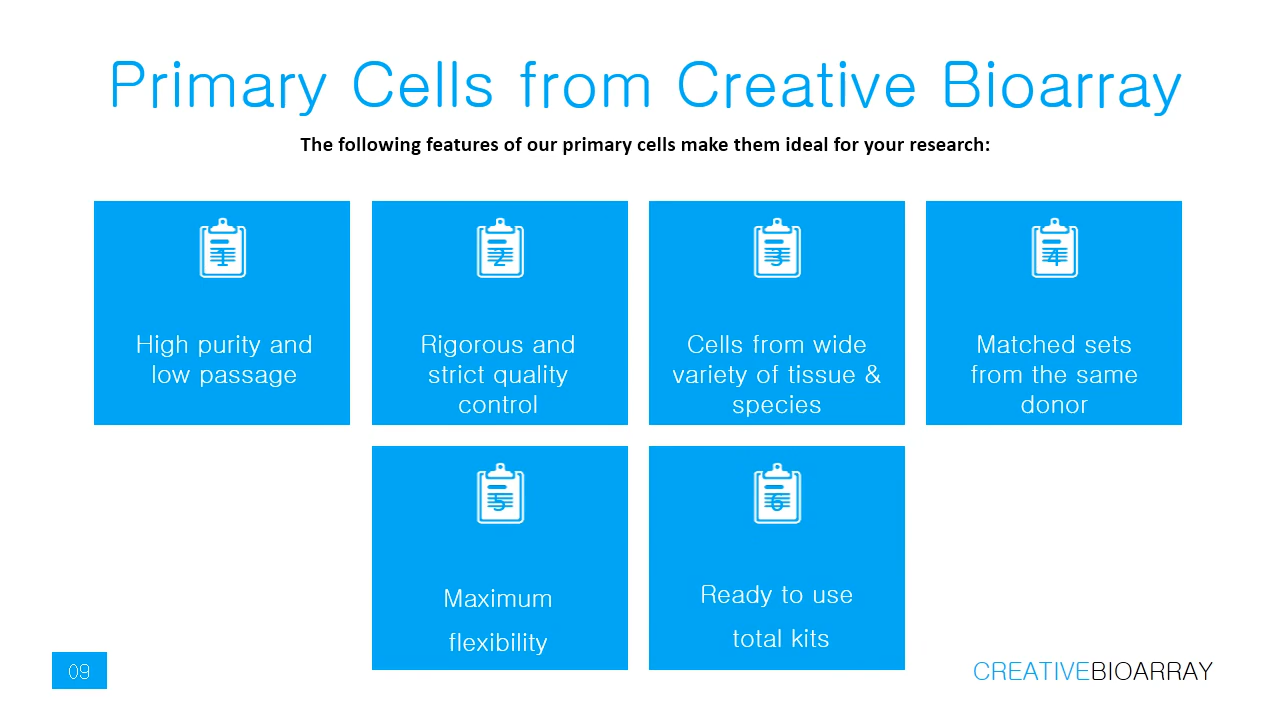 Primary Cells from Creative Bioarray
The following features of our primary cells make them ideal for your research:
1
High purity and
low passage
2
Rigorous and
strict quality
control
3
Cells from wide
variety of tissue &
species
4
Matched sets
from the same
donor
5
Maximum
flexibility
6
Ready to use
total kits
09
CREATIVEBIOARRAY